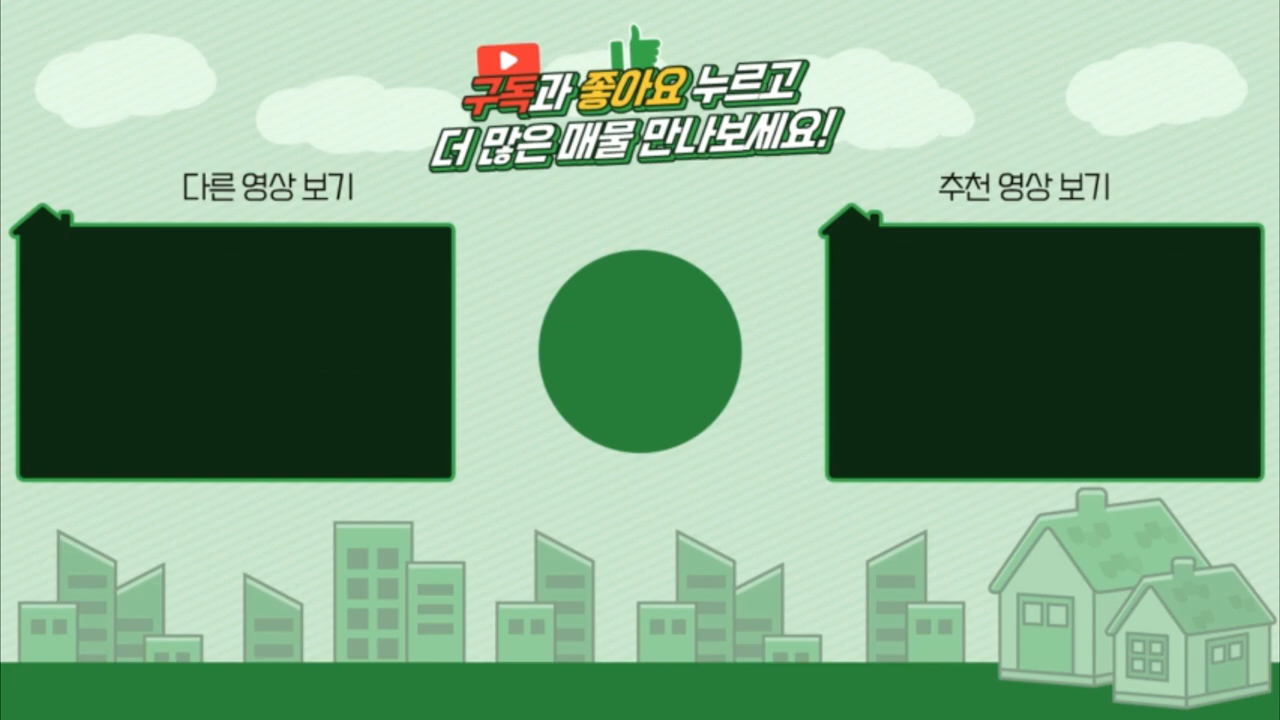 구독과 좋아요 누르고
더 많은 매물 만나보세요!
다른 영상 보기
추천 영상 보기